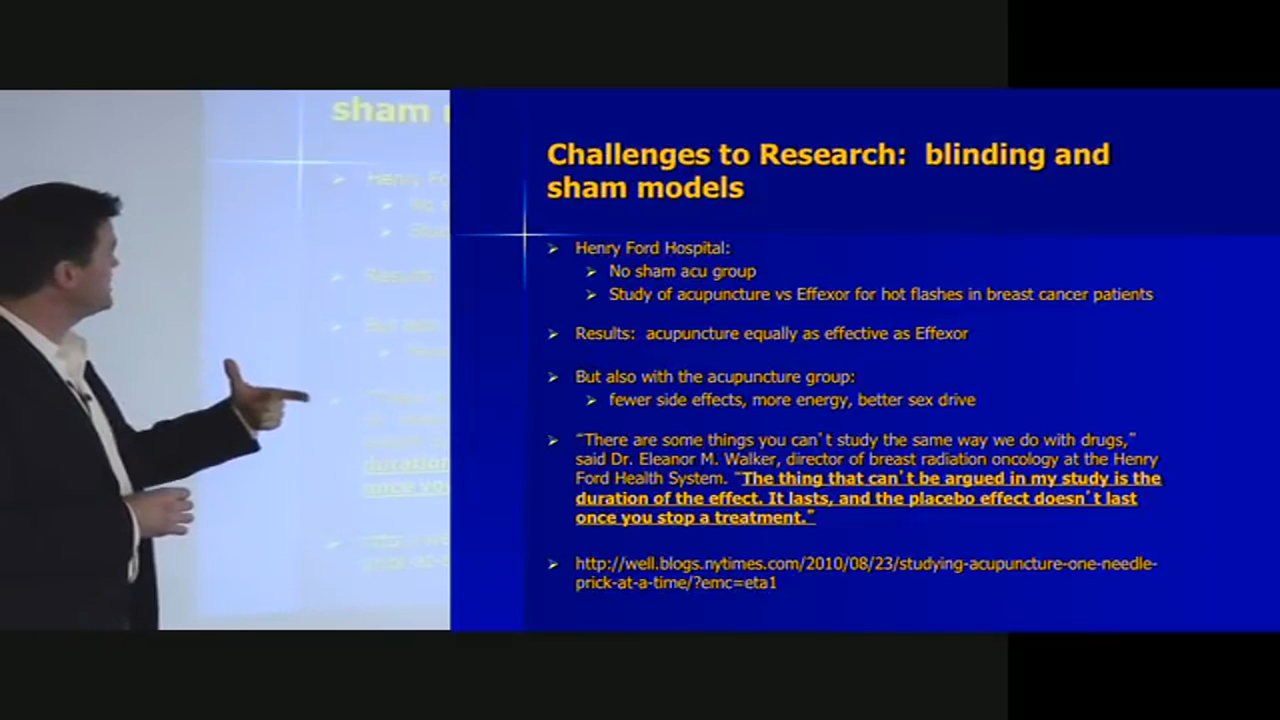 sham
Challenges to Research: blinding and
sham models
Henry Ford Hospital:
No sham acu group
Study of acupuncture vs Effexor for hot flashes in breast cancer patients
Results: acupuncture equally as effective as Effexor
But also with the acupuncture group:
fewer side effects, more energy, better sex drive
“There are some things you can’t study the same way we do with drugs,”
said Dr. Eleanor M. Walker, director of breast radiation oncology at the Henry
Ford Health System. “The thing that can’t be argued in my study is the
duration of the effect. It lasts, and the placebo effect doesn’t last
once you stop a treatment.”
http://well.blogs.nytimes.com/2010/08/23/studying-acupuncture-one-needle-
prick-at-a-time/?emc=eta1